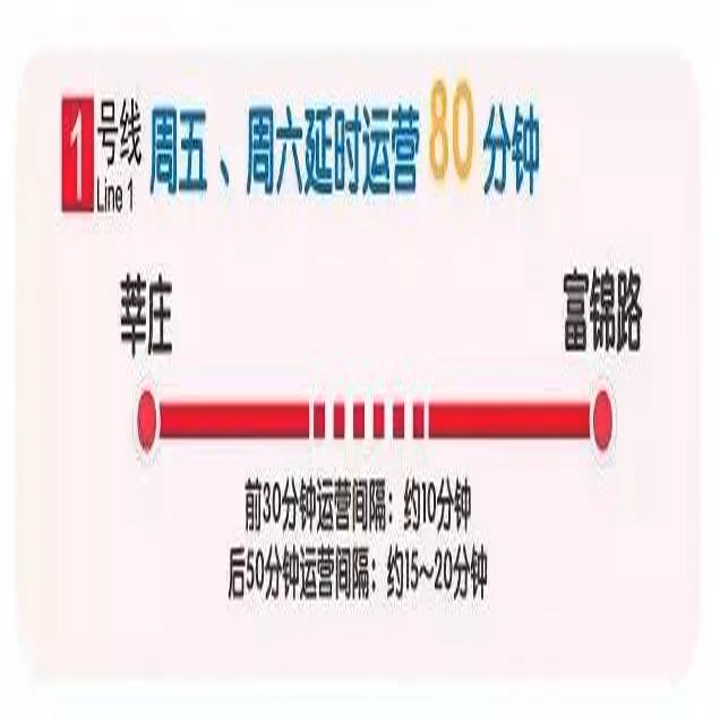 1 号线 周五、周六延时运营80分钟
Line 1
莘庄 富锦路
前30分钟运营间隔：约10分钟
后50分钟运营间隔：约15~20分钟